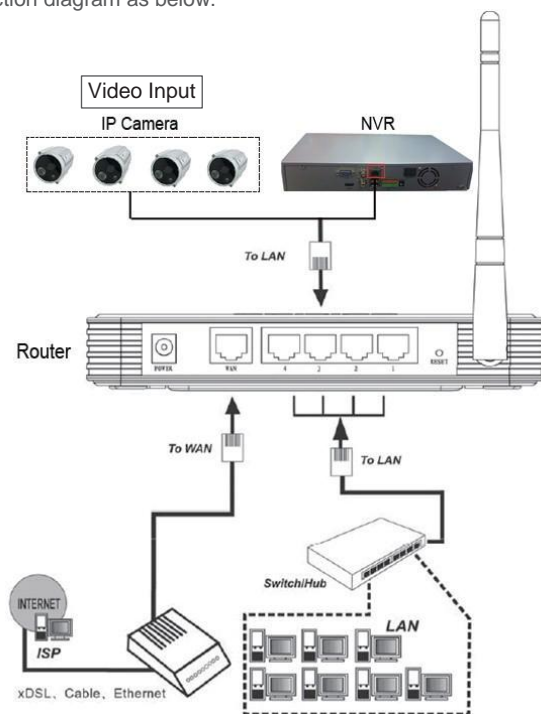 ction diagram as below.
Video Input
IP Camera
NVR
To LAN
Router
POWER
WAN
4 2 2 1
RESET
To WAN
To LAN
SwitchiHub
INTERNET
ISP
LAN
xDSL、Cable、Ethernet